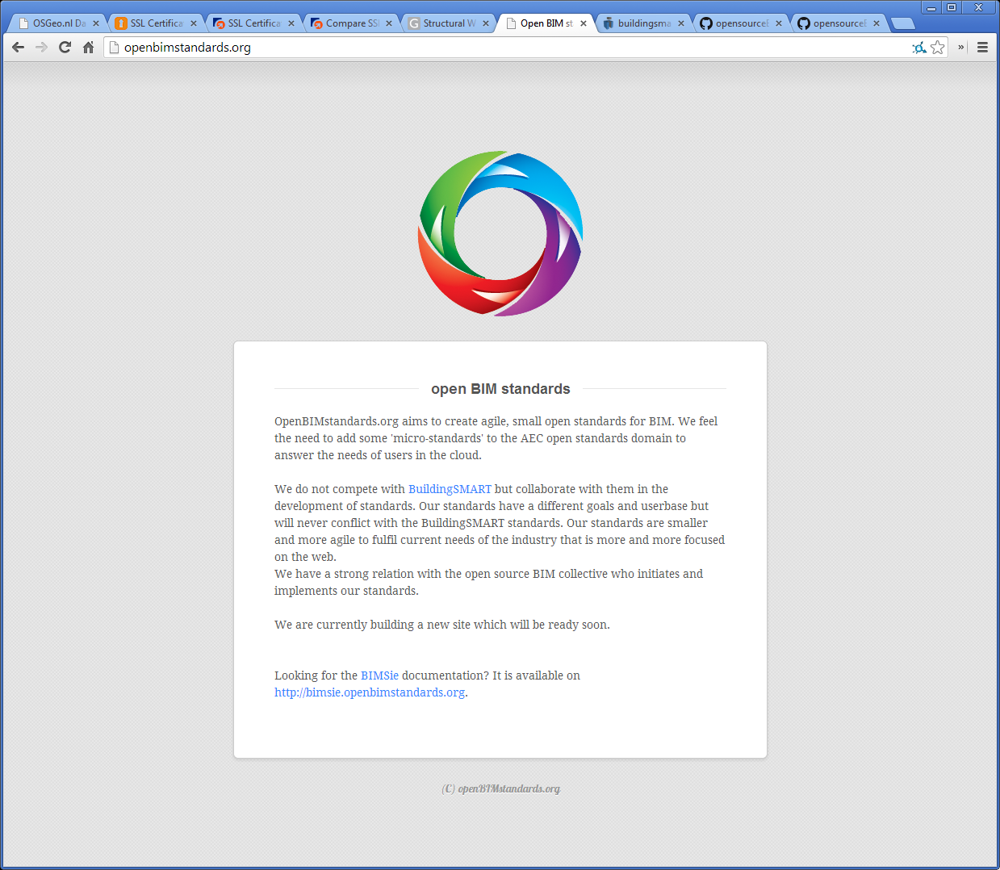 OSGeo.nl Da
SSL Certifica
SSL Certifica
Compare SS
Structural W
Open BIM st
buildingsma
opensource
opensource
openbimstandards.org
open BIM standards
OpenBIMstandards.org aims to create agile, small open standards for BIM. We feel
the need to add some 'micro-standards' to the AEC open standards domain to
answer the needs of users in the cloud.
We do not compete with BuildingSMART but collaborate with them in the
development of standards. Our standards have a different goals and userbase but
will never conflict with the BuildingSMART standards. Our standards are smaller
and more agile to fulfil current needs of the industry that is more and more focused
on the web.
We have a strong relation with the open source BIM collective who initiates and
implements our standards.
We are currently building a new site which will be ready soon.
Looking for the BIMSie documentation? It is available on
http://bimsie.openbimstandards.org.
(C) openBIMstandards.org